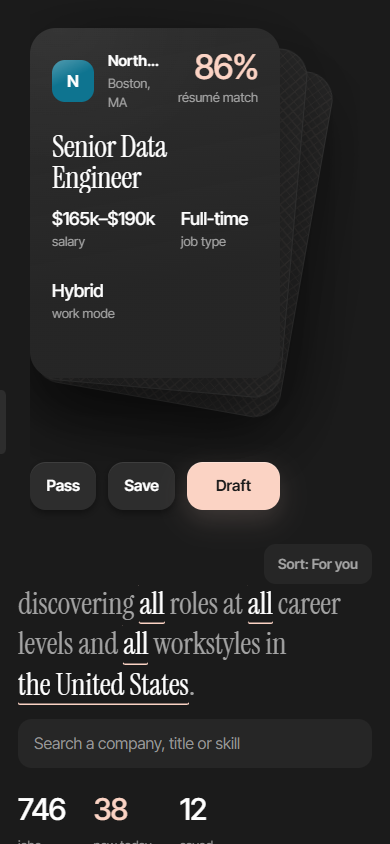 N
North...
Boston,
MA
86%
résumé match
Senior Data
Engineer
$165k–$190k
salary
Full-time
job type
Hybrid
work mode
Pass
Save
Draft
Sort: For you
discovering all roles at all career
levels and all workstyles in
the United States.
Search a company, title or skill
746
38
12